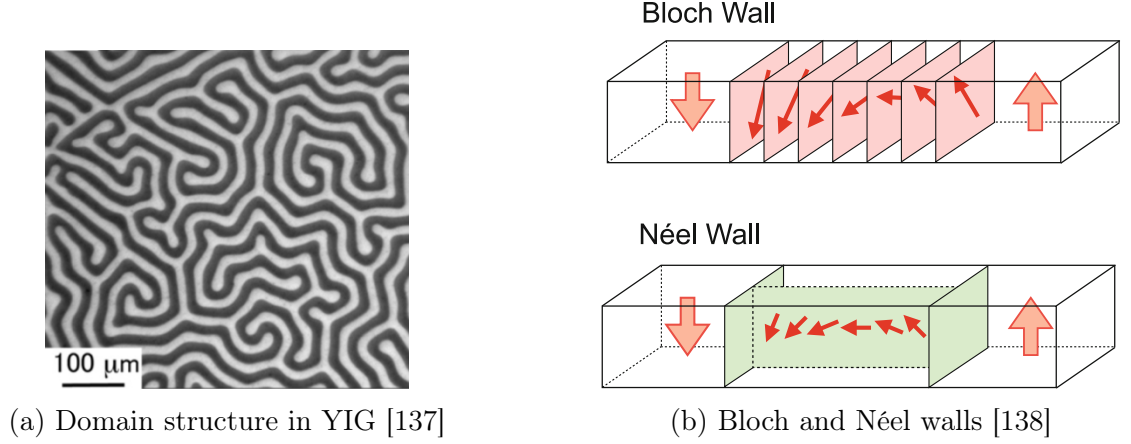 Bloch Wall
Néel Wall
100 μm
(a) Domain structure in YIG [137]
(b) Bloch and Néel walls [138]